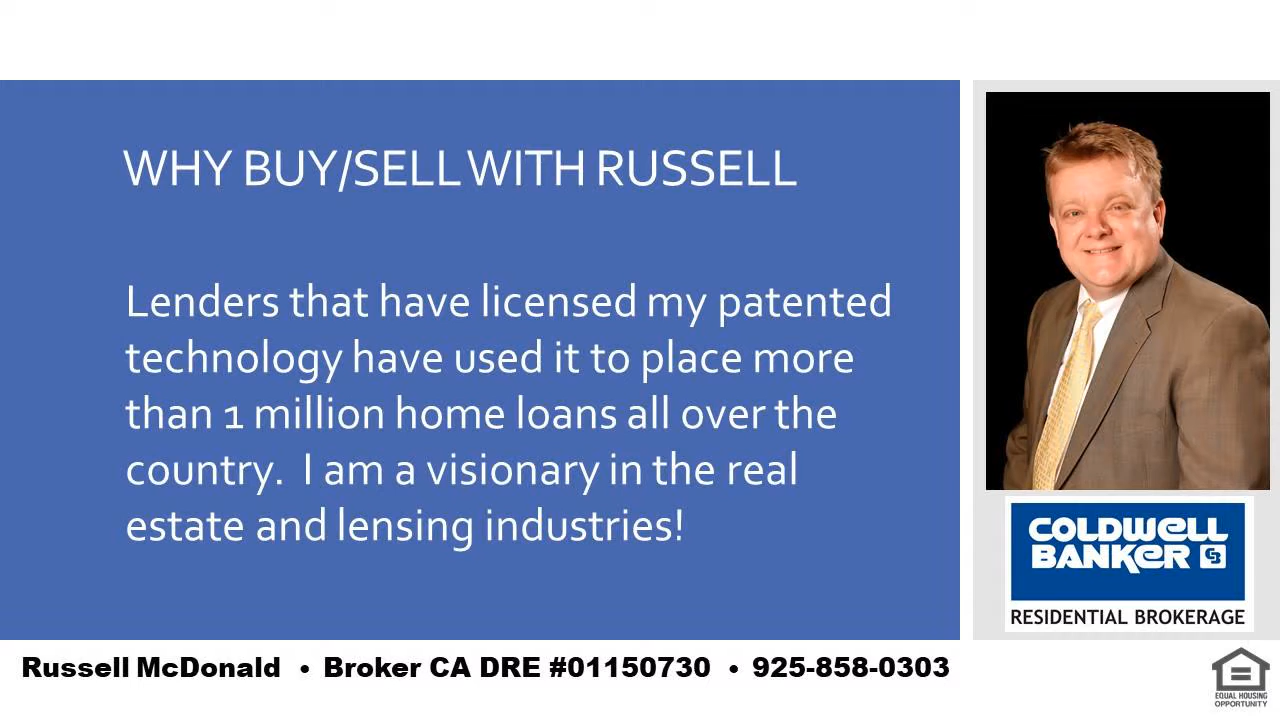 WHY BUY/SELL WITH RUSSELL
Lenders that have licensed my patented
technology have used it to place more
than 1 million home loans all over the
country.  I am a visionary in the real
estate and lensing industries!
COLDWELL
BANKER CB
RESIDENTIAL BROKERAGE
Russell McDonald • Broker CA DRE #01150730 • 925-858-0303
EQUAL HOUSING
OPPORTUNITY